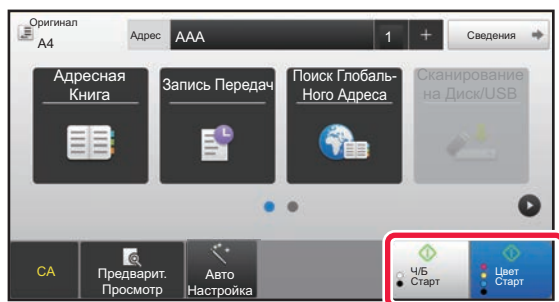 Оригинал
A4
Адрес
AAA
1
+
Сведения
Адресная
Книга
Запись Передач
Поиск Глобаль-
Ного Адреса
Сканирование
на Диск/USB
CA
Предварит.
Просмотр
Авто
Настройка
Ч/Б
Старт
Цвет
Старт